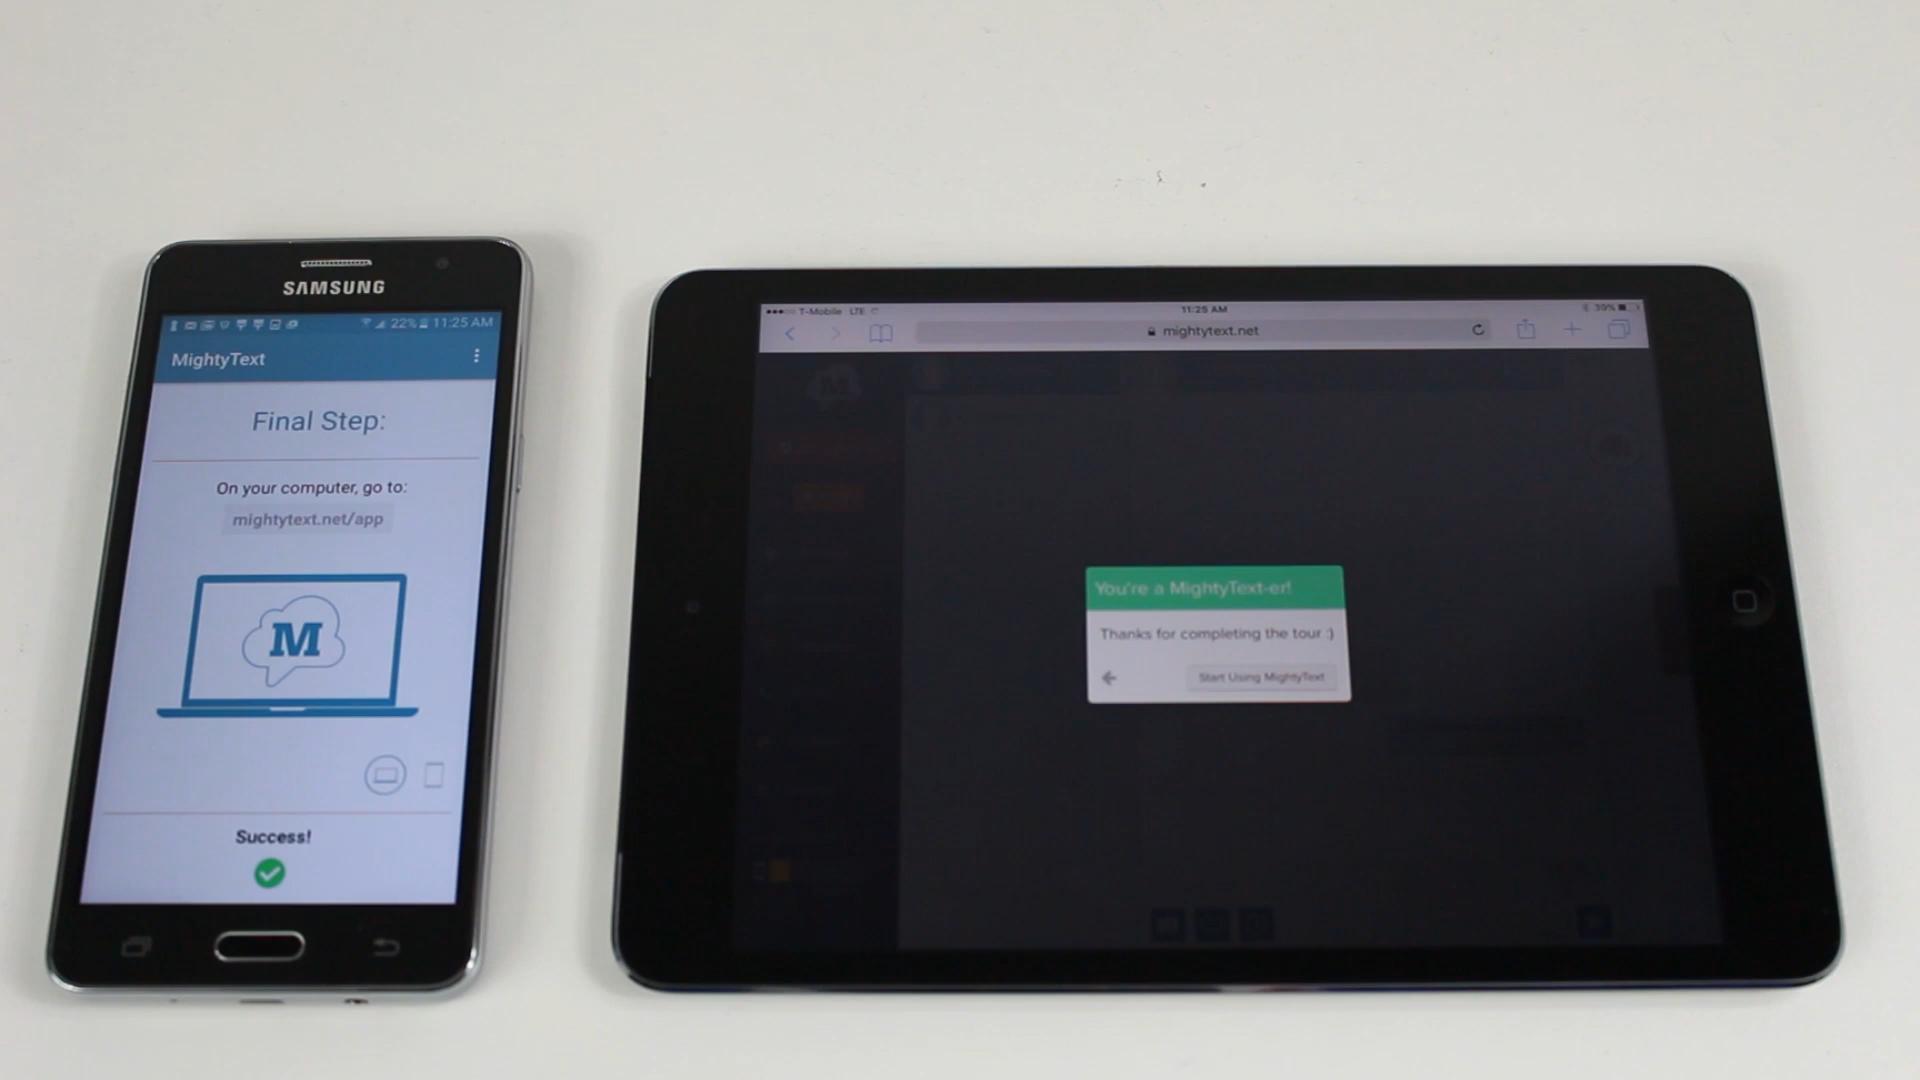 SAMSUNG
22% 11:25 AM
MightyText
Final Step:
On your computer, go to:
mightytext.net/app
M
Success!
T-Mobile LTE
11:25 AM
39%
mightytext.net
M
You're a MightyText-er!
Thanks for completing the tour :)
Start Using MightyText